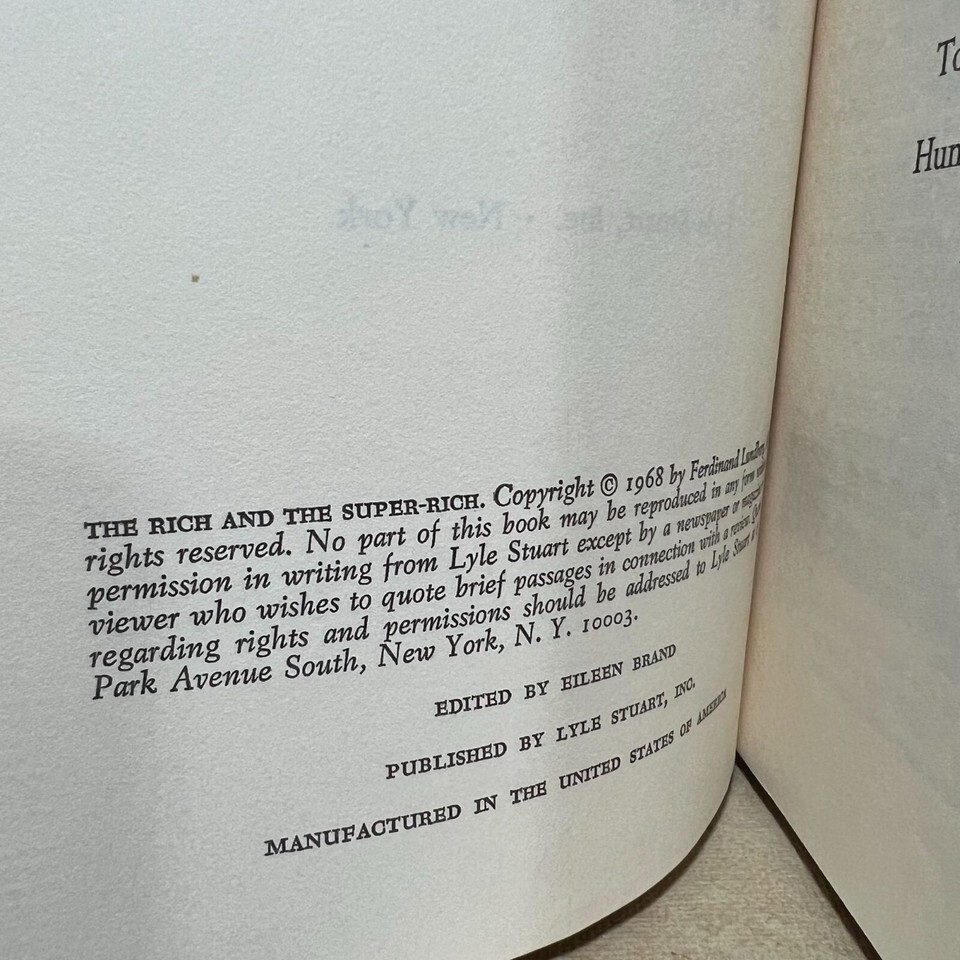 THE RICH AND THE SUPER-RICH. Copyright © 1968 by Ferdinand Lundberg
rights reserved. No part of this book may be reproduced in any form
permission in writing from Lyle Stuart except by a newspaper or
viewer who wishes to quote brief passages in connection with a review.
regarding rights and permissions should be addressed to Lyle Stuart
Park Avenue South, New York, N. Y. 10003.
EDITED BY EILEEN BRAND
PUBLISHED BY LYLE STUART, INC.
MANUFACTURED IN THE UNITED STATES OF AMERICA
To
Hum